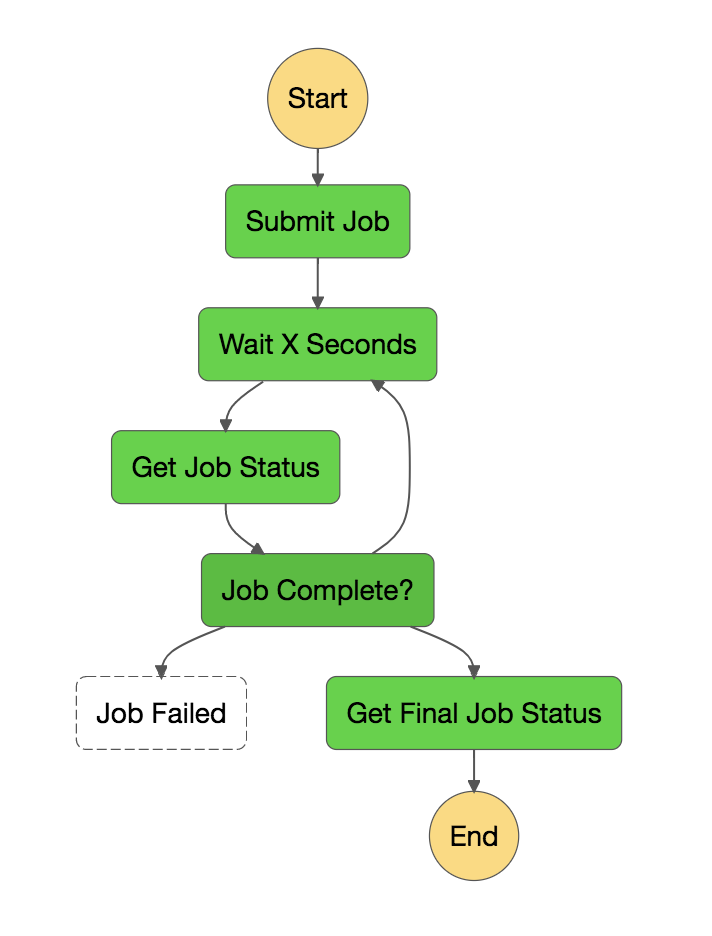 Start
Submit Job
Wait X Seconds
Get Job Status
Job Complete?
Job Failed
Get Final Job Status
End